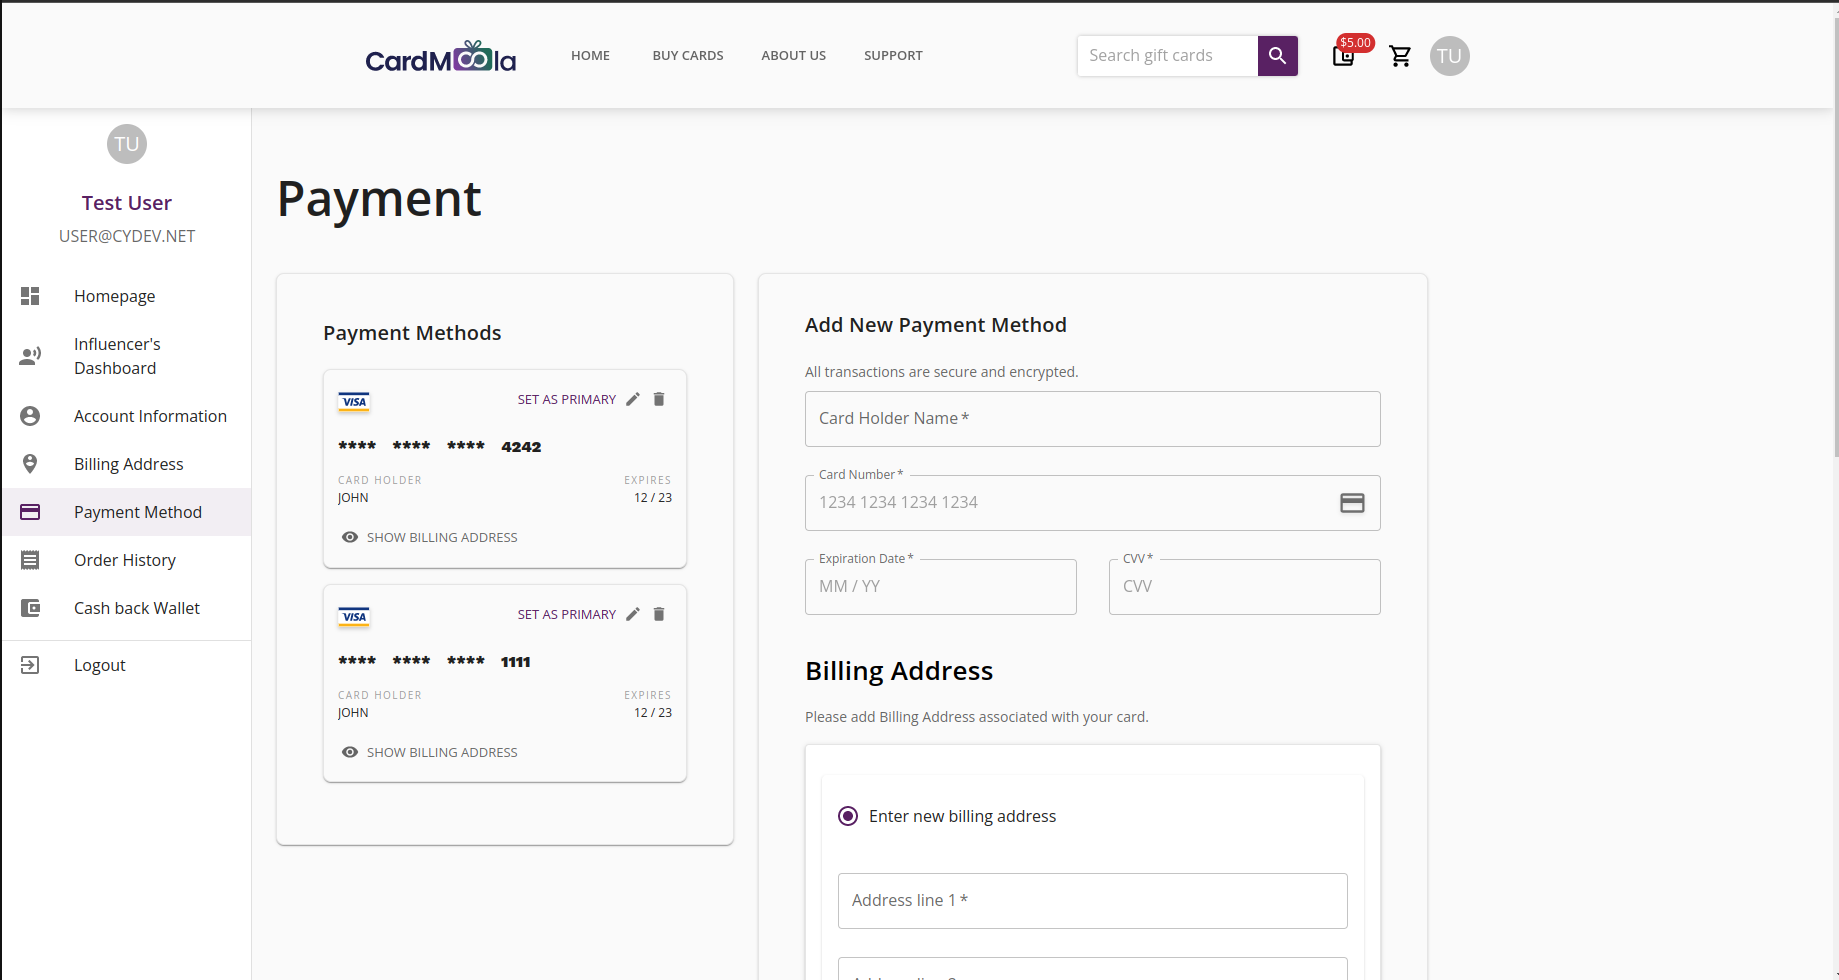 CardMoola
HOME BUY CARDS ABOUT US SUPPORT
Search gift cards
$5.00
TU
TU
Test User
USER@CYDEV.NET
Homepage
Influencer's
Dashboard
Account Information
Billing Address
Payment Method
Order History
Cash back Wallet
Logout
Payment
Payment Methods
VISA SET AS PRIMARY
**** **** **** 4242
CARD HOLDER EXPIRES
JOHN 12 / 23
SHOW BILLING ADDRESS
VISA SET AS PRIMARY
**** **** **** 1111
CARD HOLDER EXPIRES
JOHN 12 / 23
SHOW BILLING ADDRESS
Add New Payment Method
All transactions are secure and encrypted.
Card Holder Name *
Card Number *
1234 1234 1234 1234
Expiration Date * CVV *
MM / YY CVV
Billing Address
Please add Billing Address associated with your card.
Enter new billing address
Address line 1 *